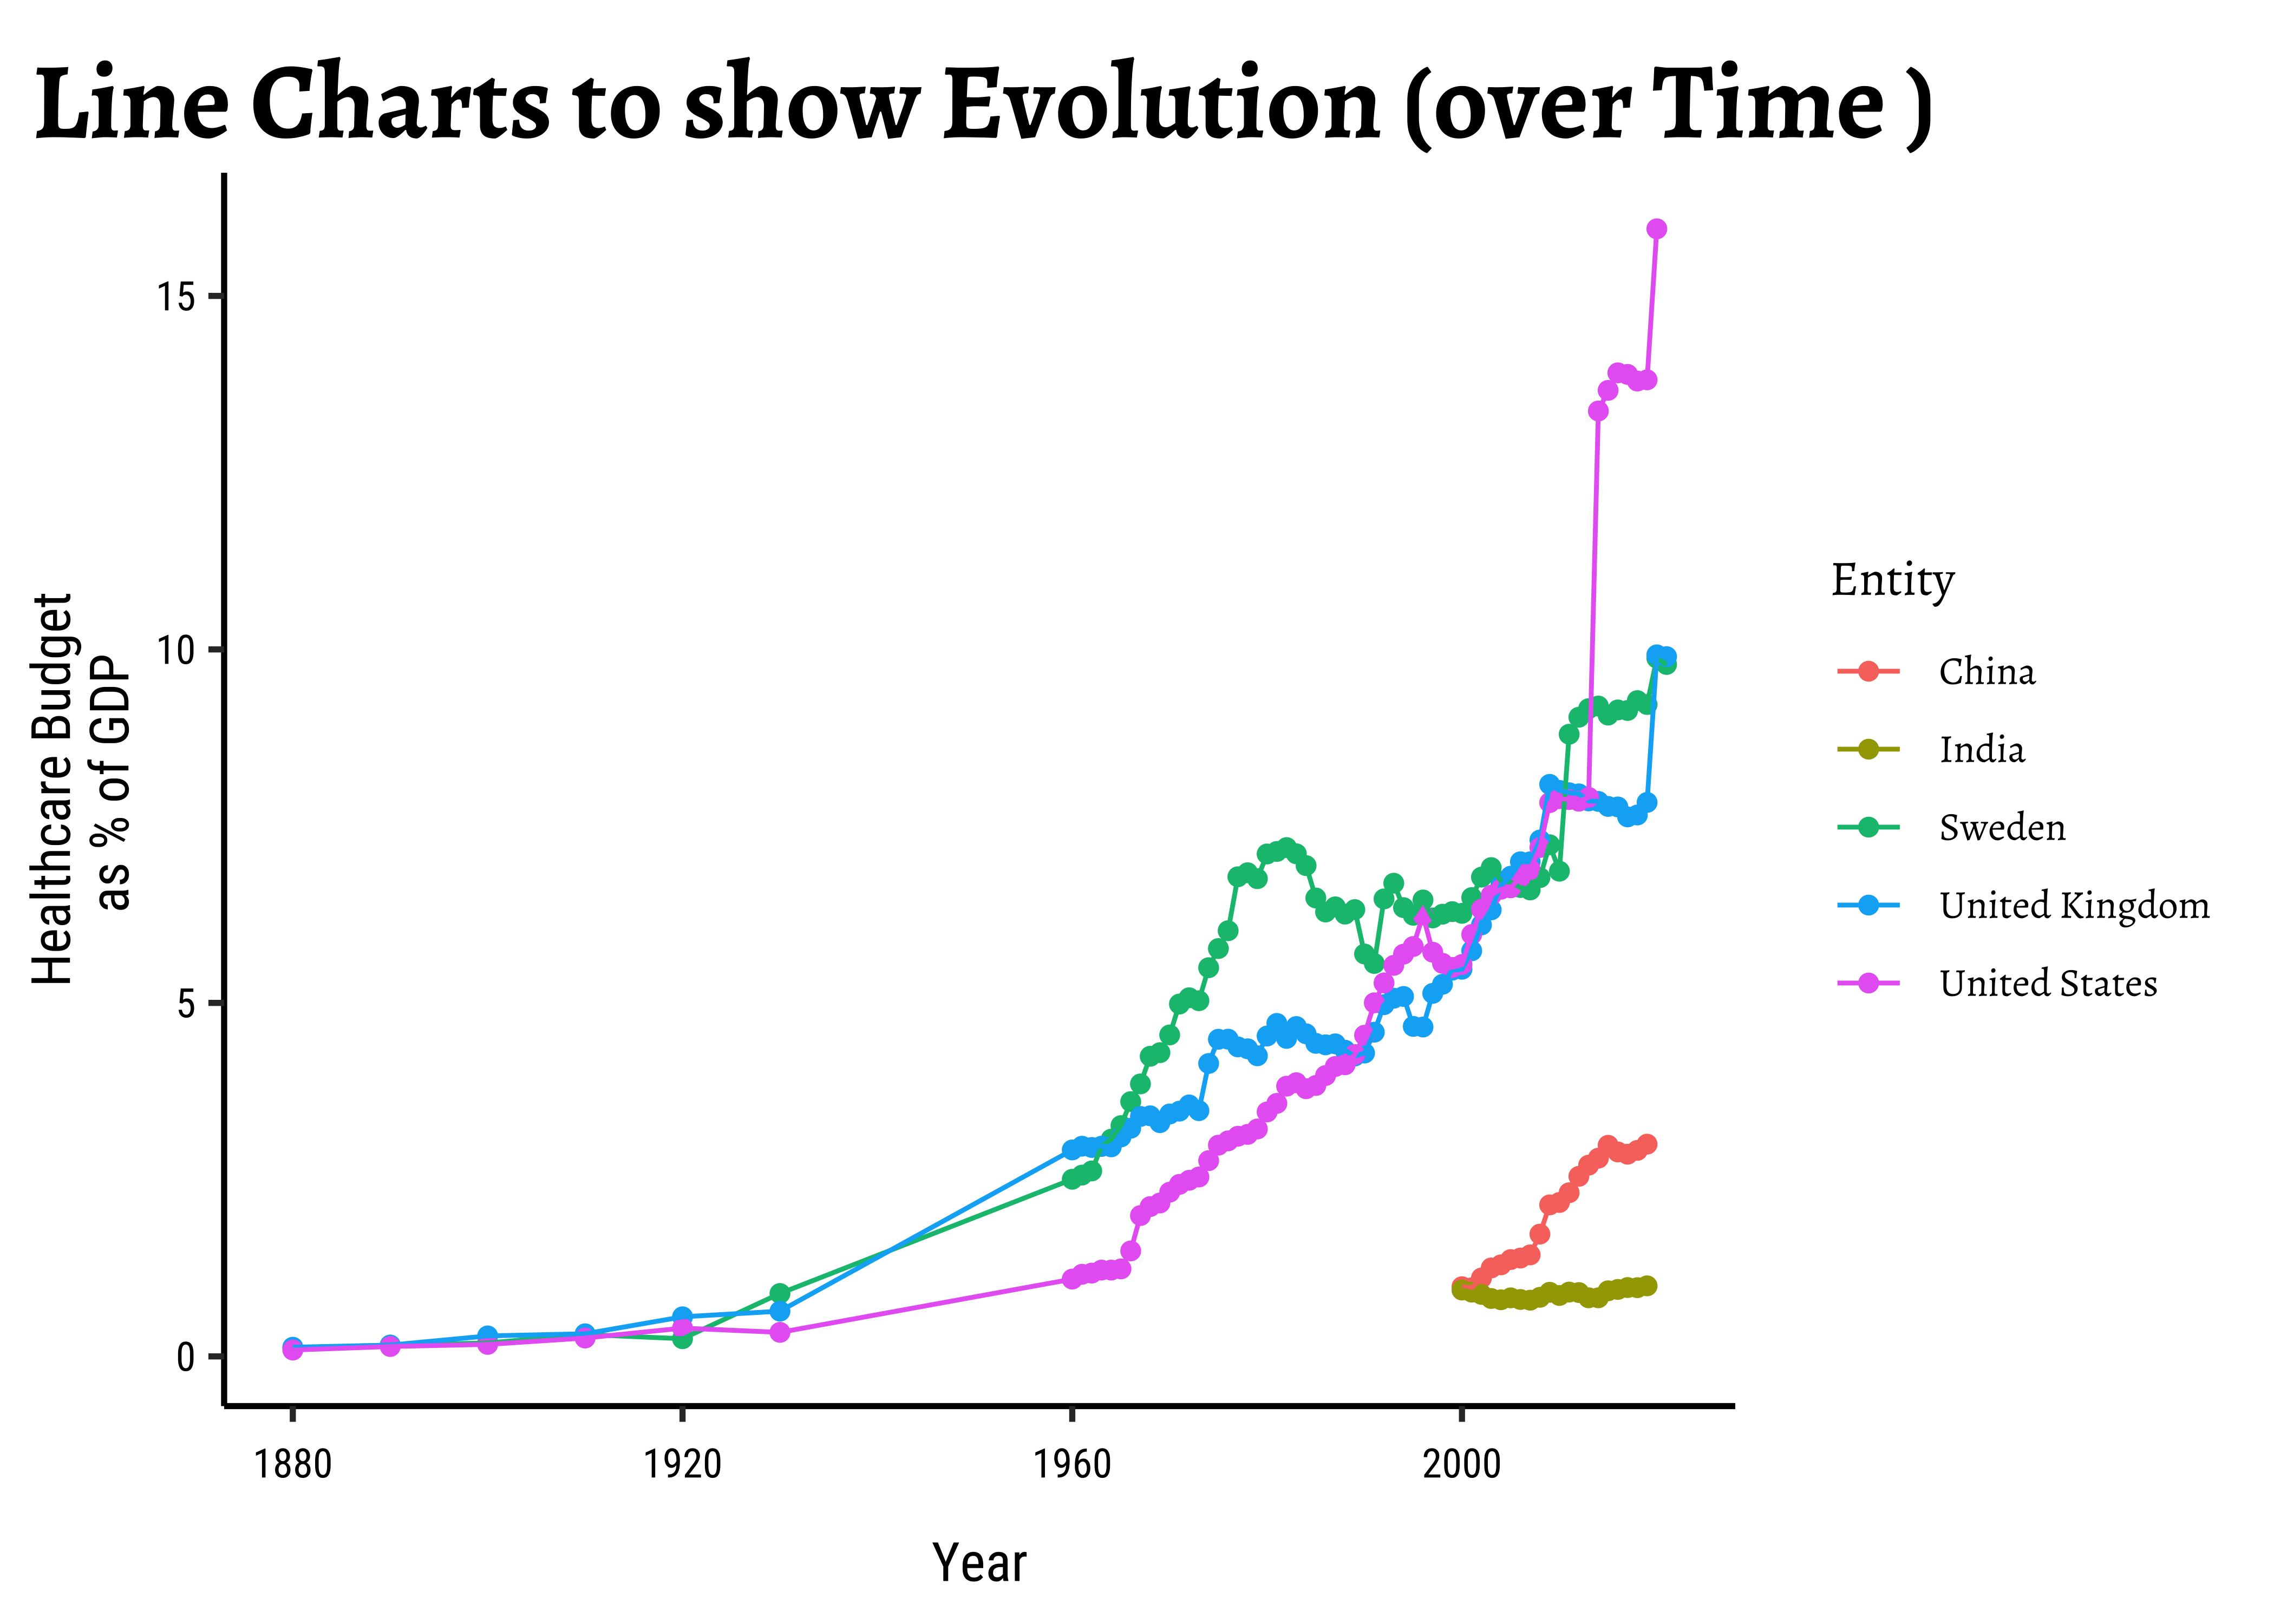 Line Charts to show Evolution (over Time )
Healthcare Budget
as % of GDP
15
10
5
0
1880
1920
1960
2000
Year
Entity
China
India
Sweden
United Kingdom
United States